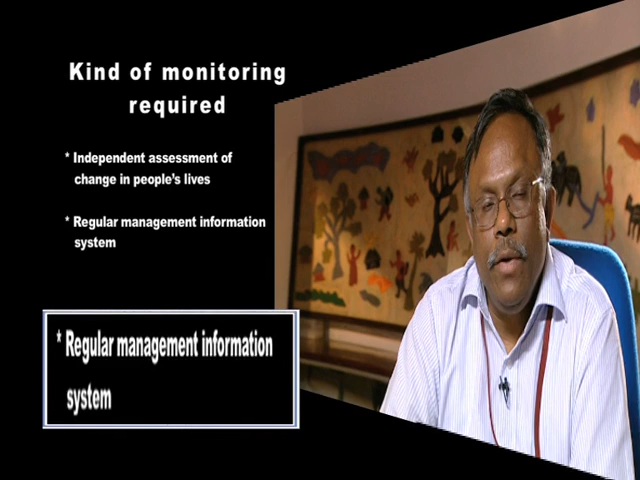 Kind of monitoring
required
* Independent assessment of
change in people's lives
* Regular management information
system
* Regular management information
system